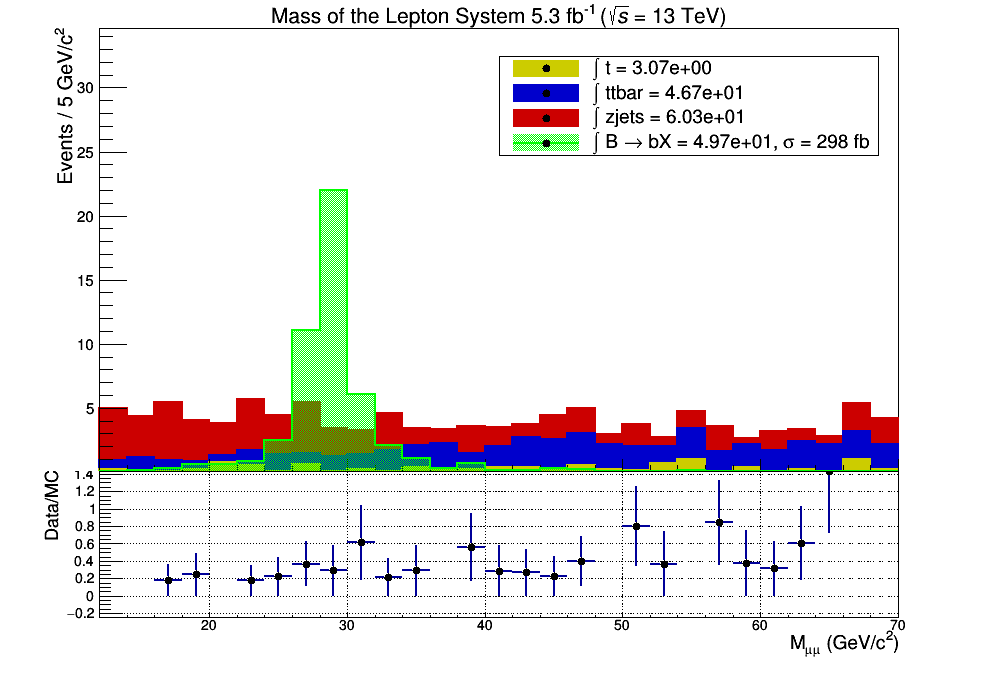 Mass of the Lepton System 5.3 fb⁻¹ (√s = 13 TeV)
Events / 5 GeV/c²
30
25
20
15
10
5
∫ t = 3.07e+00
∫ ttbar = 4.67e+01
∫ zjets = 6.03e+01
∫ B → bX = 4.97e+01, σ = 298 fb
Data/MC
1.4
1.2
1
0.8
0.6
0.4
0.2
0
−0.2
20 30 40 50 60 70
M_μμ (GeV/c²)